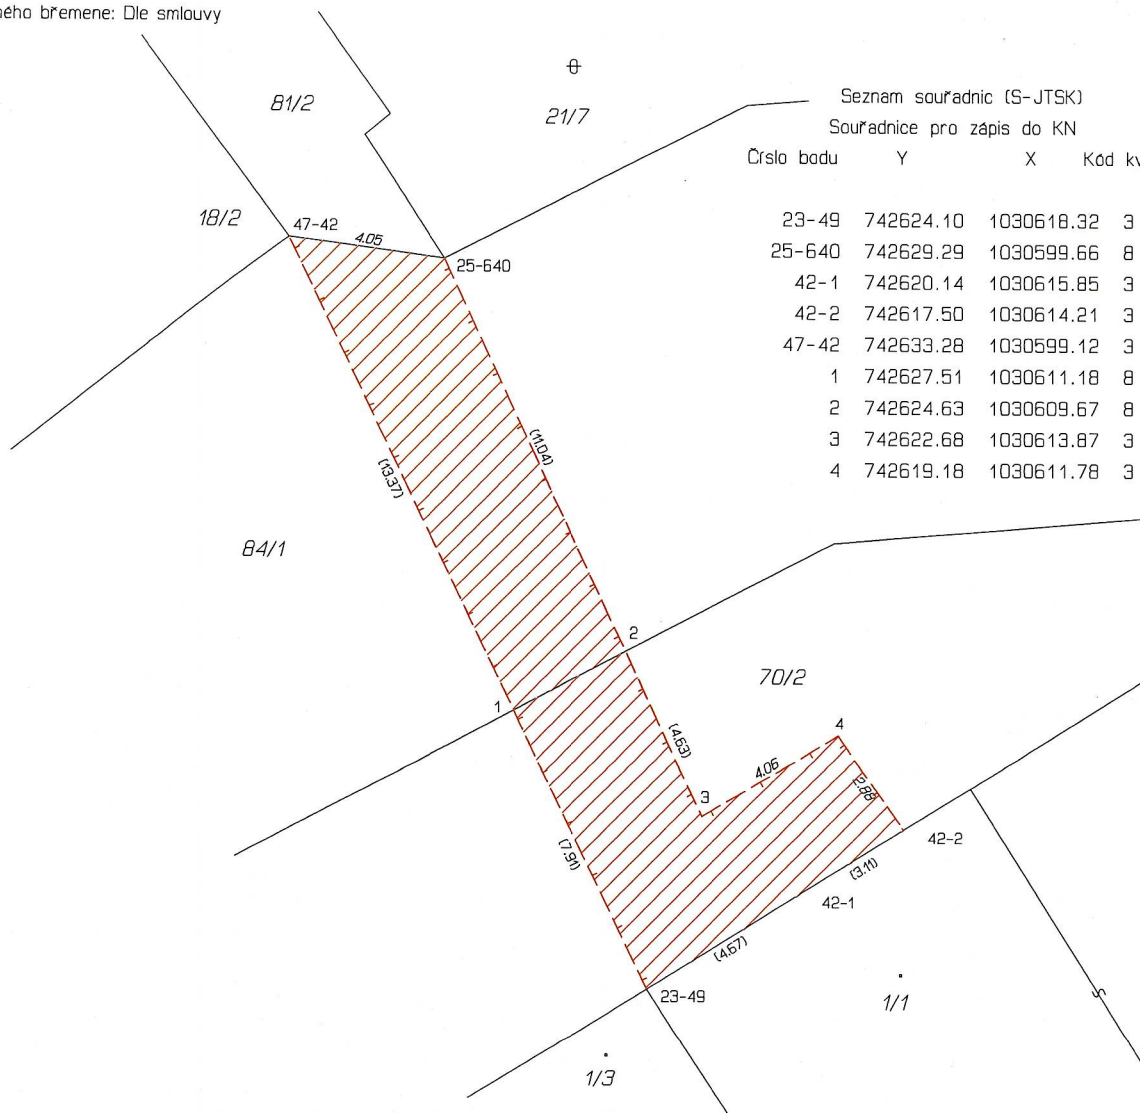 ného břemene: Dle smlouvy
81/2
21/7
Seznam souřadnic (S-JTSK)
Souřadnice pro zápis do KN
Číslo bodu Y X Kód kv
18/2
47-42
4.05
25-640
23-49 742624.10 1030618.32 3
25-640 742629.29 1030599.66 8
42-1 742620.14 1030615.85 3
42-2 742617.50 1030614.21 3
47-42 742633.28 1030599.12 3
1 742627.51 1030611.18 8
2 742624.63 1030609.67 8
3 742622.68 1030613.87 3
4 742619.18 1030611.78 3
(11.04)
(13.37)
84/1
2
70/2
1
4
(4.63)
4.06
2.88
3
42-2
(7.91)
(3.11)
42-1
(4.67)
23-49
1/1
1/3